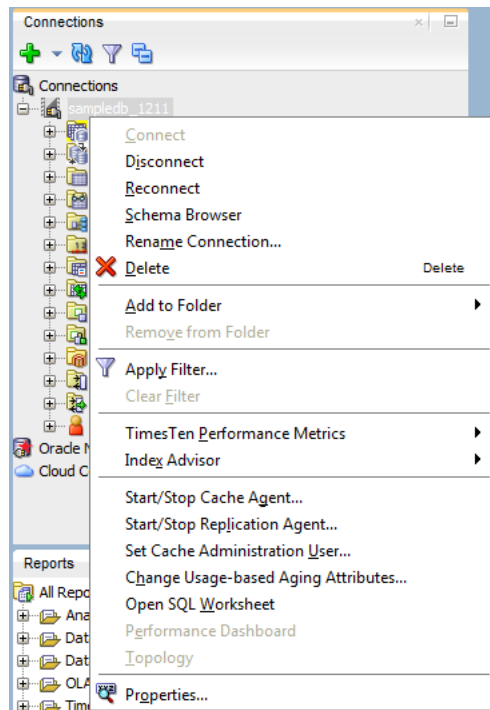 Connections
Connections
sampledb_1211
Connect
Disconnect
Reconnect
Schema Browser
Rename Connection...
Delete Delete
Add to Folder
Remove from Folder
Apply Filter...
Clear Filter
TimesTen Performance Metrics
Index Advisor
Start/Stop Cache Agent...
Start/Stop Replication Agent...
Set Cache Administration User...
Change Usage-based Aging Attributes...
Open SQL Worksheet
Performance Dashboard
Topology
Properties...
Oracle N
Cloud C
Reports
All Repo
Ana
Dat
Dat
OLA
Time